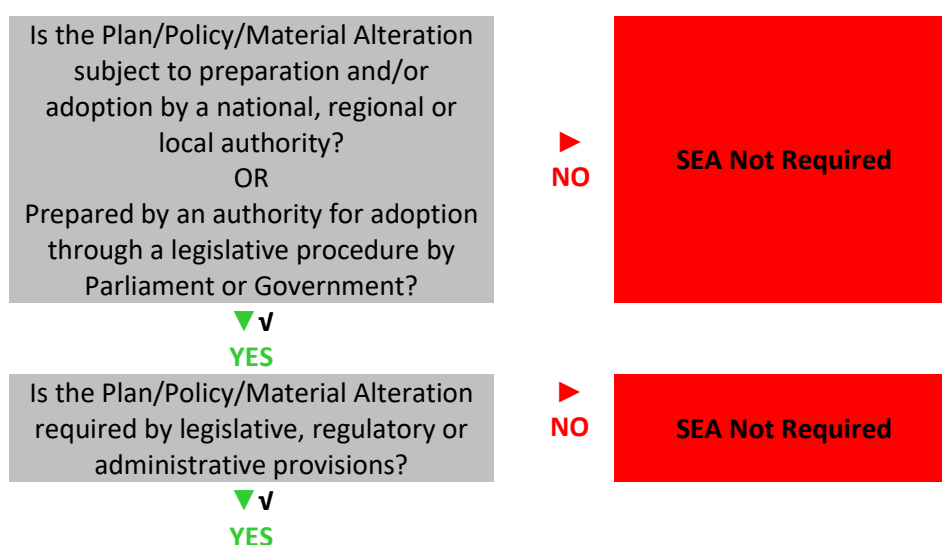 Is the Plan/Policy/Material Alteration
subject to preparation and/or
adoption by a national, regional or
local authority?
OR
Prepared by an authority for adoption
through a legislative procedure by
Parliament or Government?
►
NO
SEA Not Required
▼√
YES
Is the Plan/Policy/Material Alteration
required by legislative, regulatory or
administrative provisions?
►
NO
SEA Not Required
▼√
YES